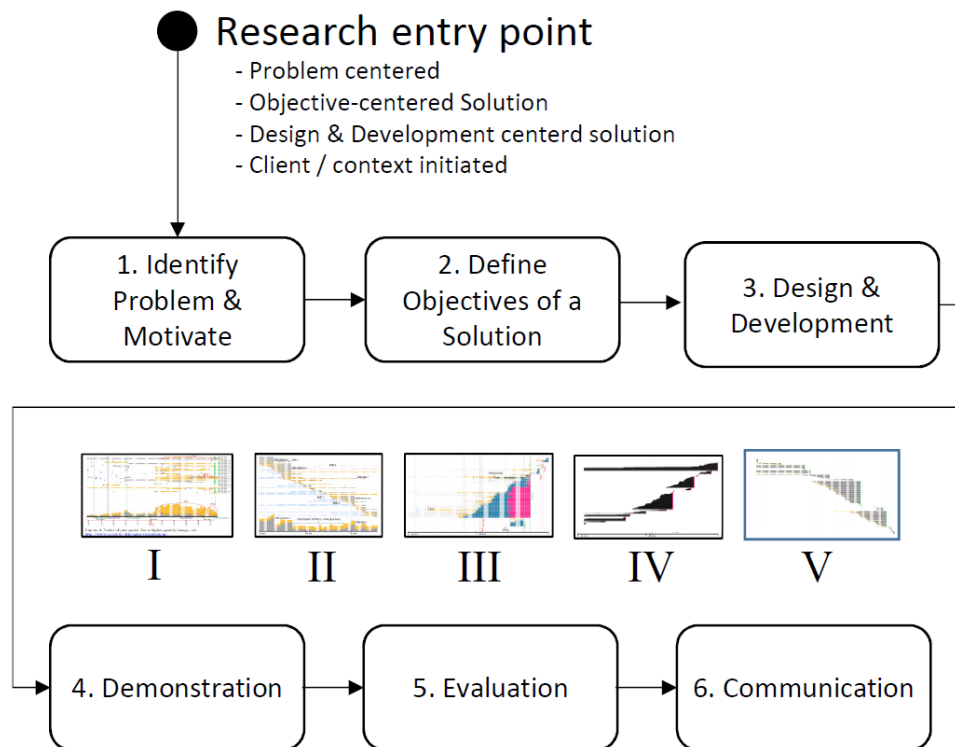 Research entry point
- Problem centered
- Objective-centered Solution
- Design & Development centerd solution
- Client / context initiated
1. Identify
Problem &
Motivate
2. Define
Objectives of a
Solution
3. Design &
Development
I
II
III
IV
V
4. Demonstration
5. Evaluation
6. Communication